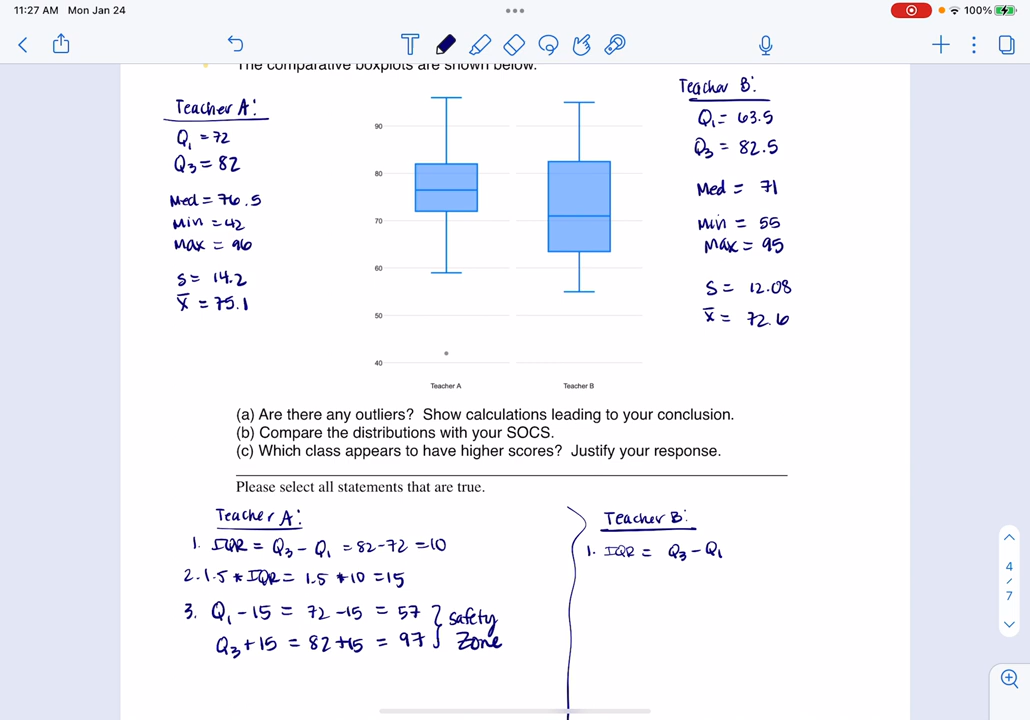 11:27 AM Mon Jan 24
100%
The comparative boxplots are shown below.
Teacher A:
Q₁ = 72
Q₃ = 82
Med = 76.5
Min = 42
Max = 96
S = 14.2
x̄ = 75.1
90
80
70
60
50
40
Teacher A
Teacher B
Teacher B:
Q₁ = 63.5
Q₃ = 82.5
Med = 71
Min = 55
Max = 95
S = 12.08
x̄ = 72.6
(a) Are there any outliers? Show calculations leading to your conclusion.
(b) Compare the distributions with your SOCS.
(c) Which class appears to have higher scores? Justify your response.
Please select all statements that are true.
Teacher A:
1. IQR = Q₃ - Q₁ = 82-72 = 10
2. 1.5 * IQR = 1.5 * 10 = 15
3. Q₁ - 15 = 72 - 15 = 57
Q₃ + 15 = 82 + 15 = 97
} Safety
Zone
Teacher B:
1. IQR = Q₃ - Q₁
4
/
7